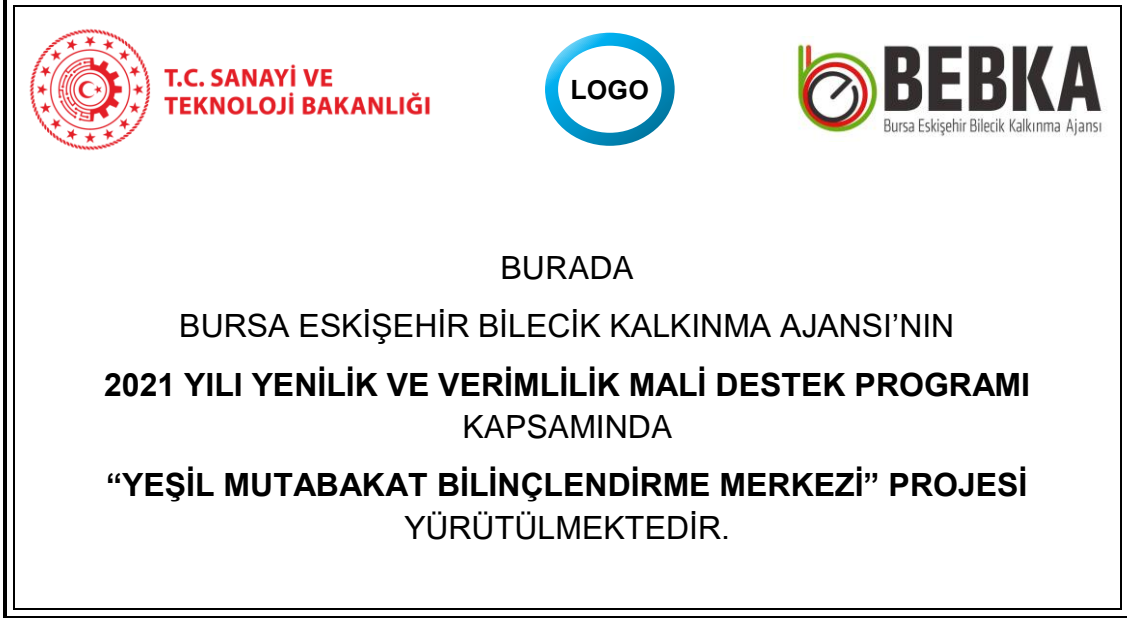 T.C. SANAYİ VE
TEKNOLOJİ BAKANLIĞI
LOGO
BEBKA
Bursa Eskişehir Bilecik Kalkınma Ajansı
BURADA
BURSA ESKİŞEHİR BİLECİK KALKINMA AJANSI’NIN
2021 YILI YENİLİK VE VERİMLİLİK MALİ DESTEK PROGRAMI
KAPSAMINDA
“YEŞİL MUTABAKAT BİLİNÇLENDİRME MERKEZİ” PROJESİ
YÜRÜTÜLMEKTEDİR.